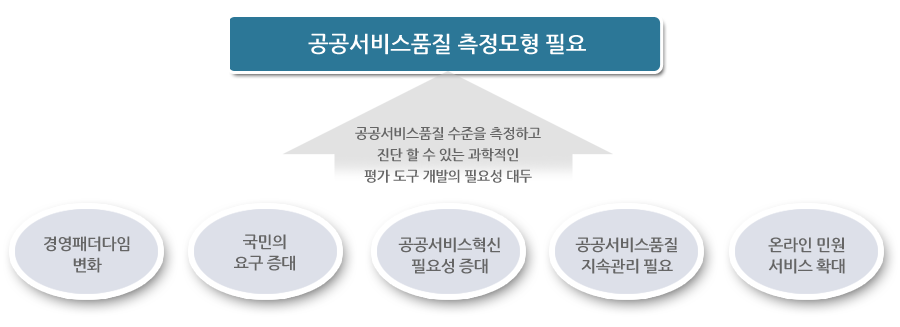 공공서비스품질 측정모형 필요
공공서비스품질 수준을 측정하고
진단 할 수 있는 과학적인
평가 도구 개발의 필요성 대두
경영패더다임
변화
국민의
요구 증대
공공서비스혁신
필요성 증대
공공서비스품질
지속관리 필요
온라인 민원
서비스 확대